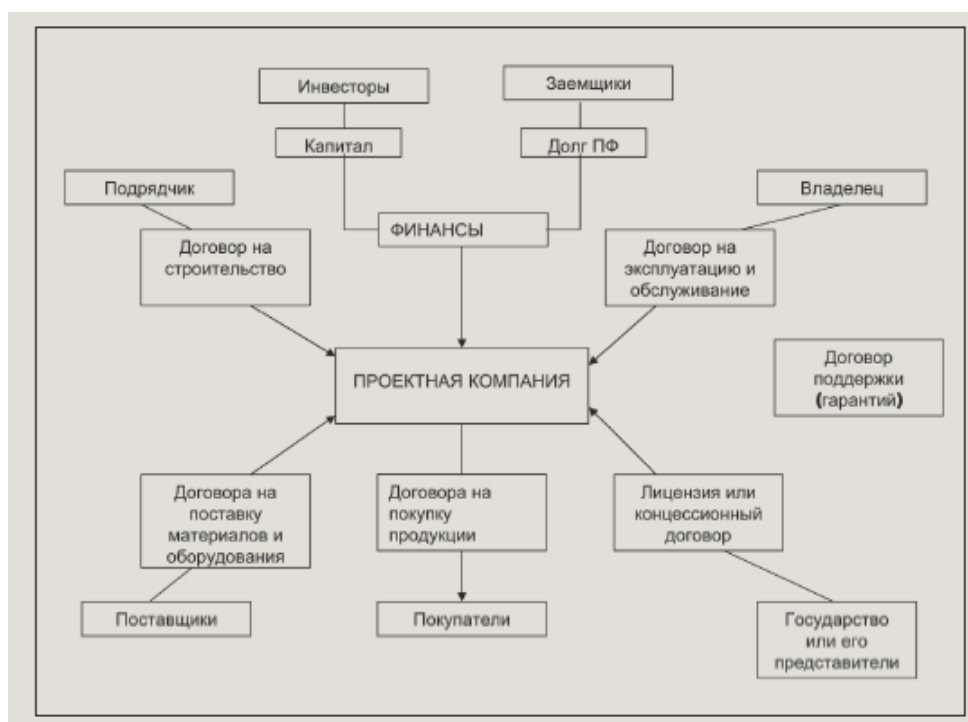 Инвесторы
Заемщики
Капитал
Долг ПФ
Подрядчик
Владелец
ФИНАНСЫ
Договор на
строительство
Договор на
эксплуатацию и
обслуживание
ПРОЕКТНАЯ КОМПАНИЯ
Договор
поддержки
(гарантий)
Договора на
поставку
материалов и
оборудования
Договора на
покупку
продукции
Лицензия или
концессионный
договор
Поставщики
Покупатели
Государство
или его
представители